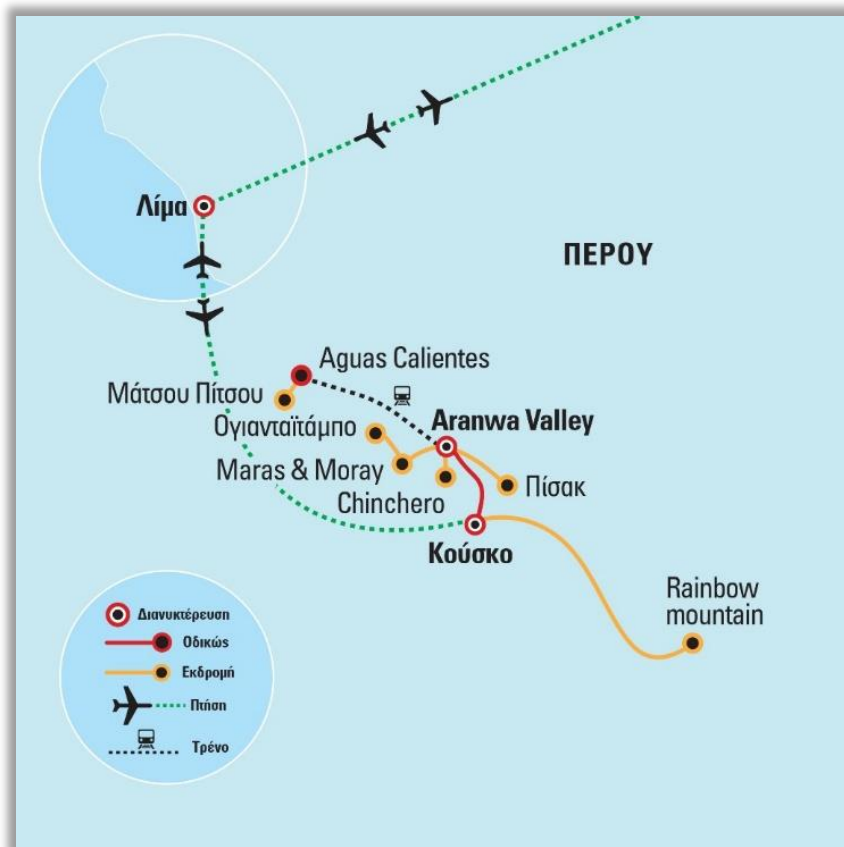 Λίμα
ΠΕΡΟΥ
Aguas Calientes
Μάτσου Πίτσου
Ογιανταϊτάμπο
Aranwa Valley
Maras & Moray
Πίσακ
Chinchero
Κούσκο
Rainbow
mountain
Διανυκτέρευση
Οδικώς
Εκδρομή
Πτήση
Τρένο